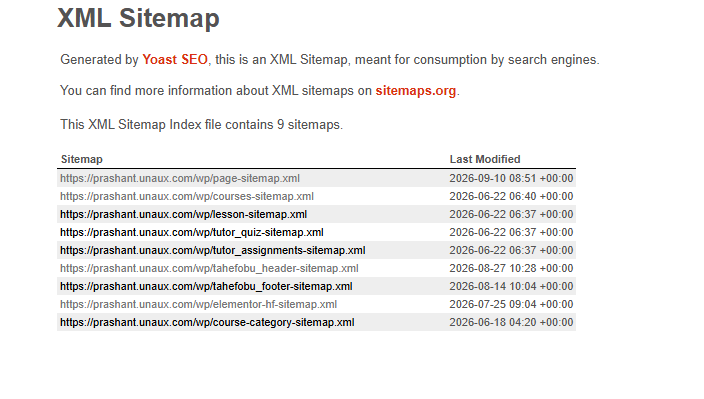 XML Sitemap
Generated by Yoast SEO, this is an XML Sitemap, meant for consumption by search engines.
You can find more information about XML sitemaps on sitemaps.org.
This XML Sitemap Index file contains 9 sitemaps.
Sitemap Last Modified
https://prashant.unaux.com/wp/page-sitemap.xml 2026-09-10 08:51 +00:00
https://prashant.unaux.com/wp/courses-sitemap.xml 2026-06-22 06:40 +00:00
https://prashant.unaux.com/wp/lesson-sitemap.xml 2026-06-22 06:37 +00:00
https://prashant.unaux.com/wp/tutor_quiz-sitemap.xml 2026-06-22 06:37 +00:00
https://prashant.unaux.com/wp/tutor_assignments-sitemap.xml 2026-06-22 06:37 +00:00
https://prashant.unaux.com/wp/tahefobu_header-sitemap.xml 2026-08-27 10:28 +00:00
https://prashant.unaux.com/wp/tahefobu_footer-sitemap.xml 2026-08-14 10:04 +00:00
https://prashant.unaux.com/wp/elementor-hf-sitemap.xml 2026-07-25 09:04 +00:00
https://prashant.unaux.com/wp/course-category-sitemap.xml 2026-06-18 04:20 +00:00